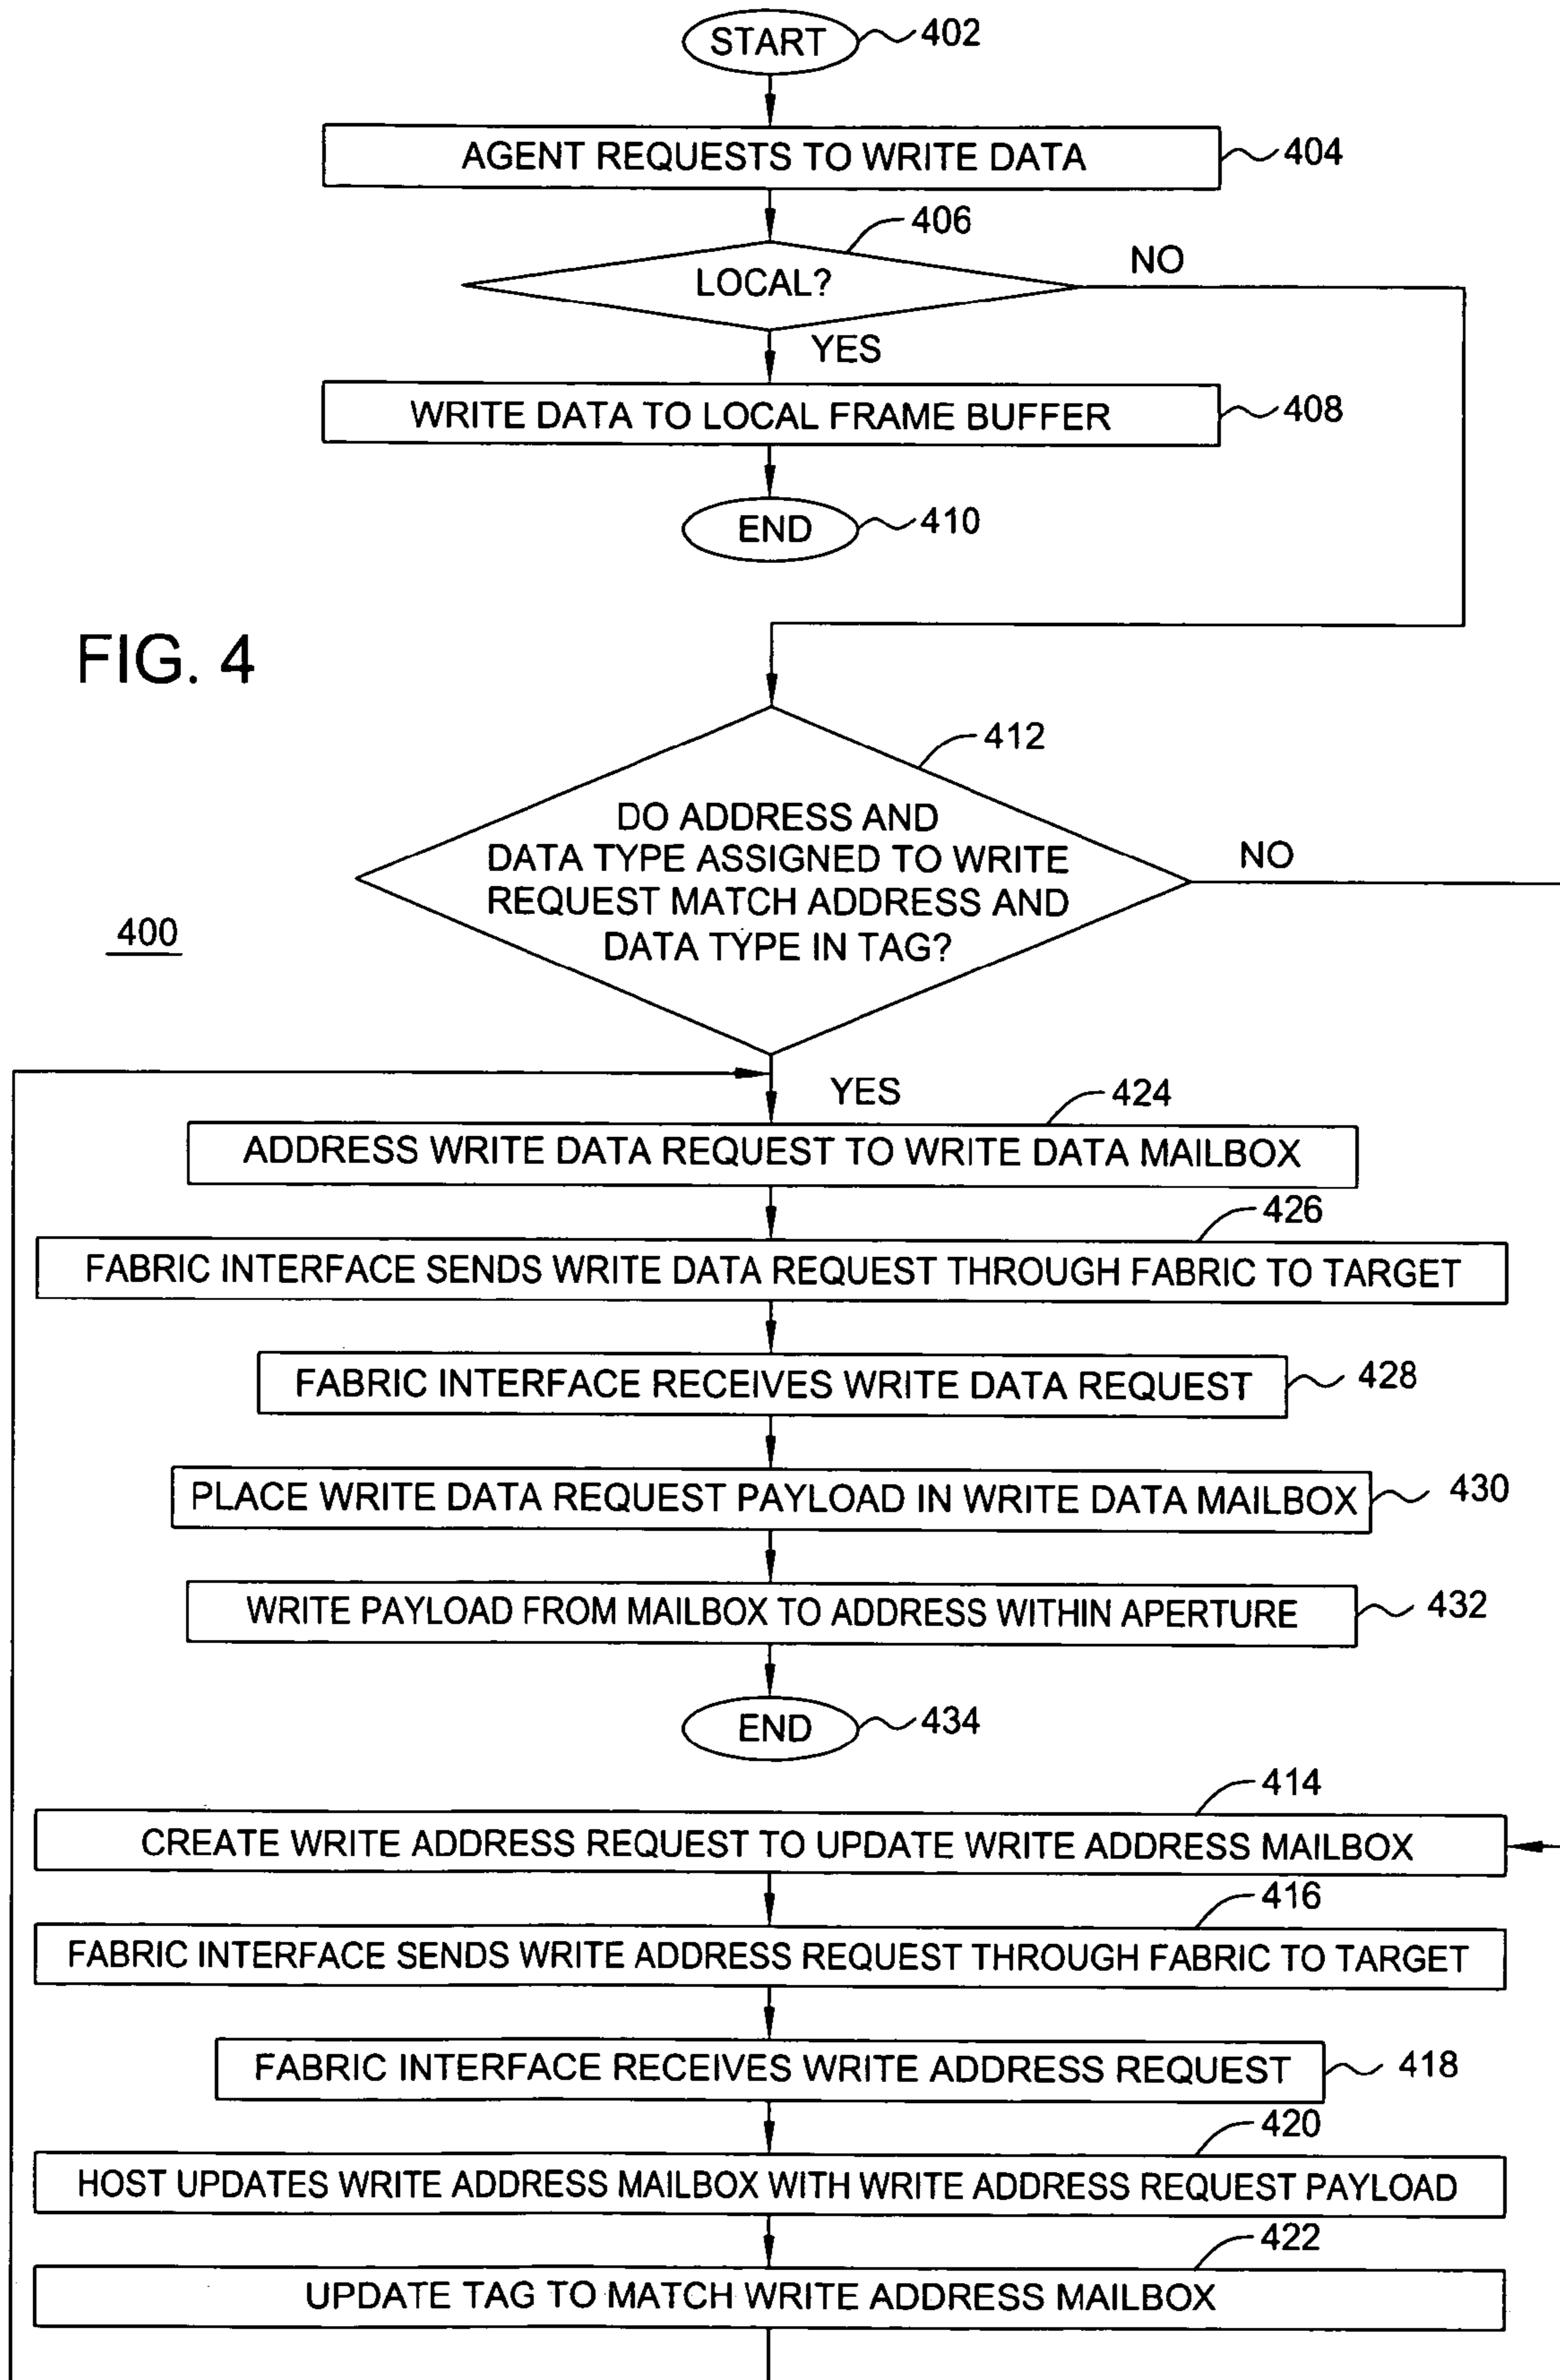 START
402
AGENT REQUESTS TO WRITE DATA
404
406
LOCAL?
NO
YES
WRITE DATA TO LOCAL FRAME BUFFER
408
END
410
FIG. 4
412
DO ADDRESS AND
DATA TYPE ASSIGNED TO WRITE
REQUEST MATCH ADDRESS AND
DATA TYPE IN TAG?
NO
400
YES
424
ADDRESS WRITE DATA REQUEST TO WRITE DATA MAILBOX
426
FABRIC INTERFACE SENDS WRITE DATA REQUEST THROUGH FABRIC TO TARGET
FABRIC INTERFACE RECEIVES WRITE DATA REQUEST
428
PLACE WRITE DATA REQUEST PAYLOAD IN WRITE DATA MAILBOX
430
WRITE PAYLOAD FROM MAILBOX TO ADDRESS WITHIN APERTURE
432
END
434
414
CREATE WRITE ADDRESS REQUEST TO UPDATE WRITE ADDRESS MAILBOX
416
FABRIC INTERFACE SENDS WRITE ADDRESS REQUEST THROUGH FABRIC TO TARGET
FABRIC INTERFACE RECEIVES WRITE ADDRESS REQUEST
418
420
HOST UPDATES WRITE ADDRESS MAILBOX WITH WRITE ADDRESS REQUEST PAYLOAD
422
UPDATE TAG TO MATCH WRITE ADDRESS MAILBOX